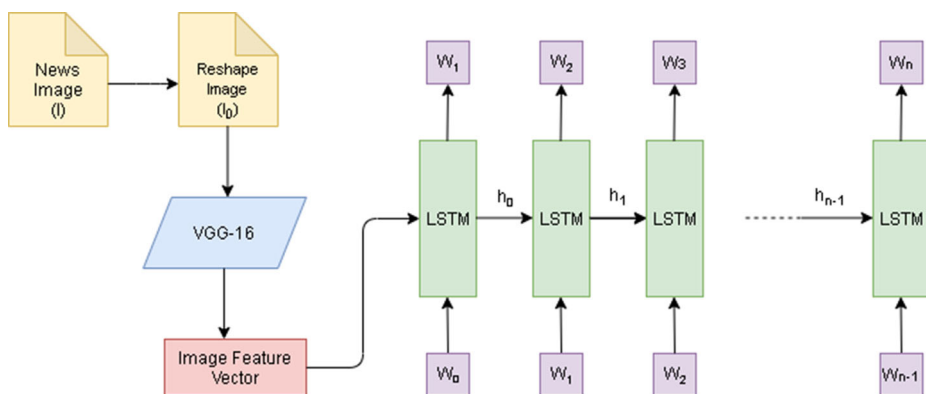 News
Image
(I)
Reshape
Image
(I₀)
VGG-16
Image Feature
Vector
W₁
W₂
W3
Wn
LSTM
h₀
LSTM
h₁
LSTM
hₙ₋₁
LSTM
W₀
W₁
W₂
Wₙ₋₁